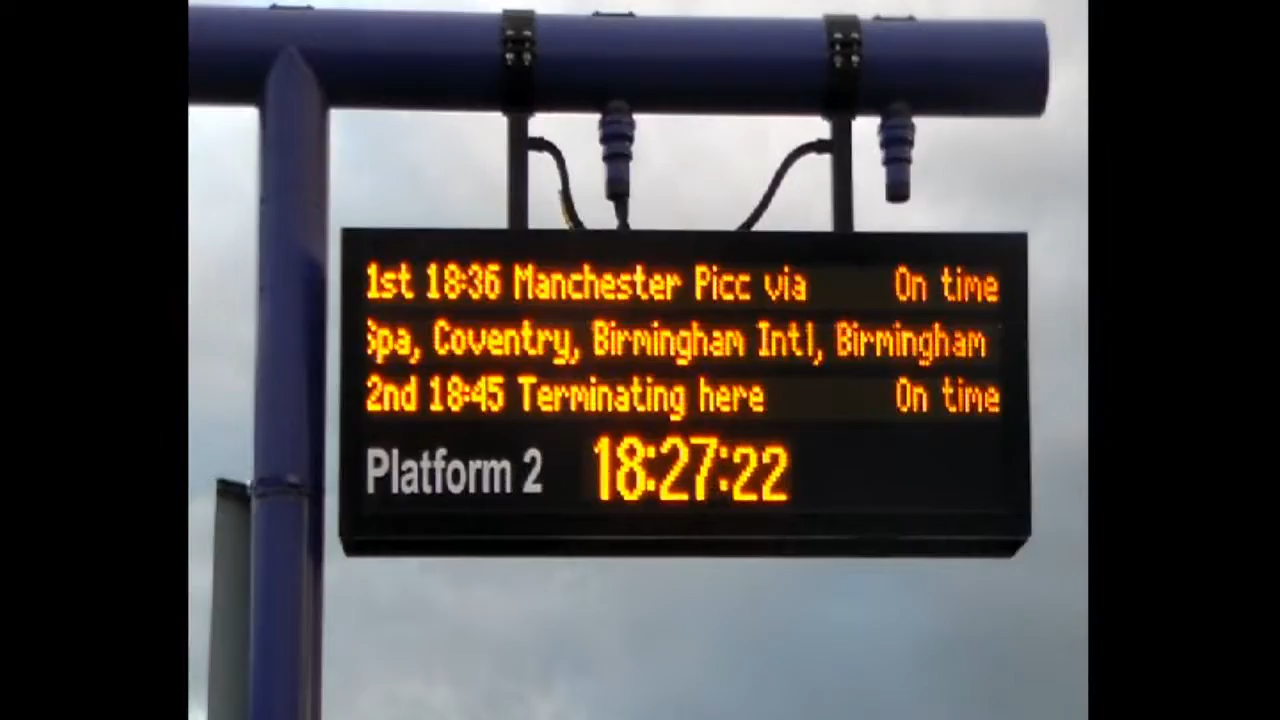 1st 18:36 Manchester Picc via On time
Spa, Coventry, Birmingham Intl, Birmingham
2nd 18:45 Terminating here On time
Platform 2 18:27:22